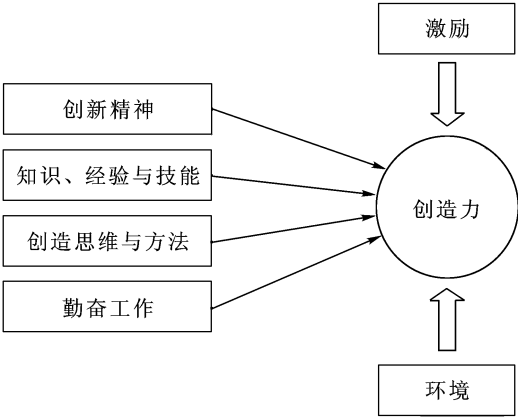 激励
创新精神
知识、经验与技能
创造力
创造思维与方法
勤奋工作
环境